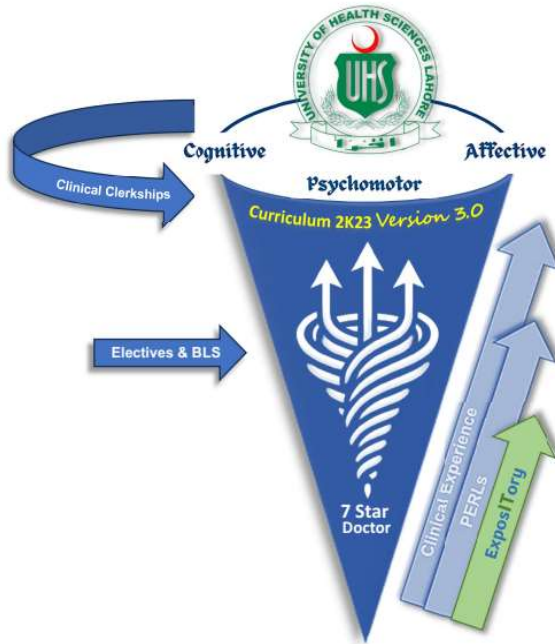 UNIVERSITY OF HEALTH SCIENCES LAHORE
UHS
Cognitive
Affective
Psychomotor
Clinical Clerkships
Curriculum 2K23 Version 3.0
Electives & BLS
7 Star
Doctor
Clinical Experience
PERLs
ExposITory